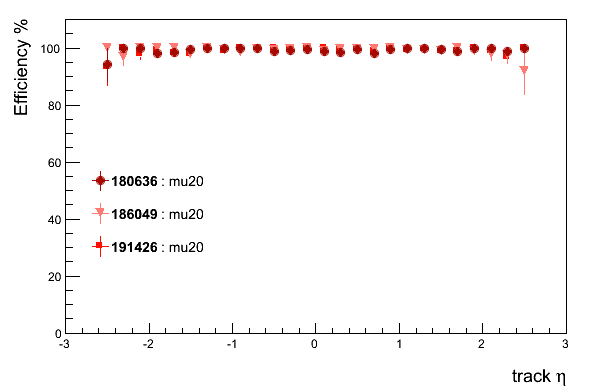 Efficiency %
100
80
60
40
20
0
180636 : mu20
186049 : mu20
191426 : mu20
-3 -2 -1 0 1 2 3
track η